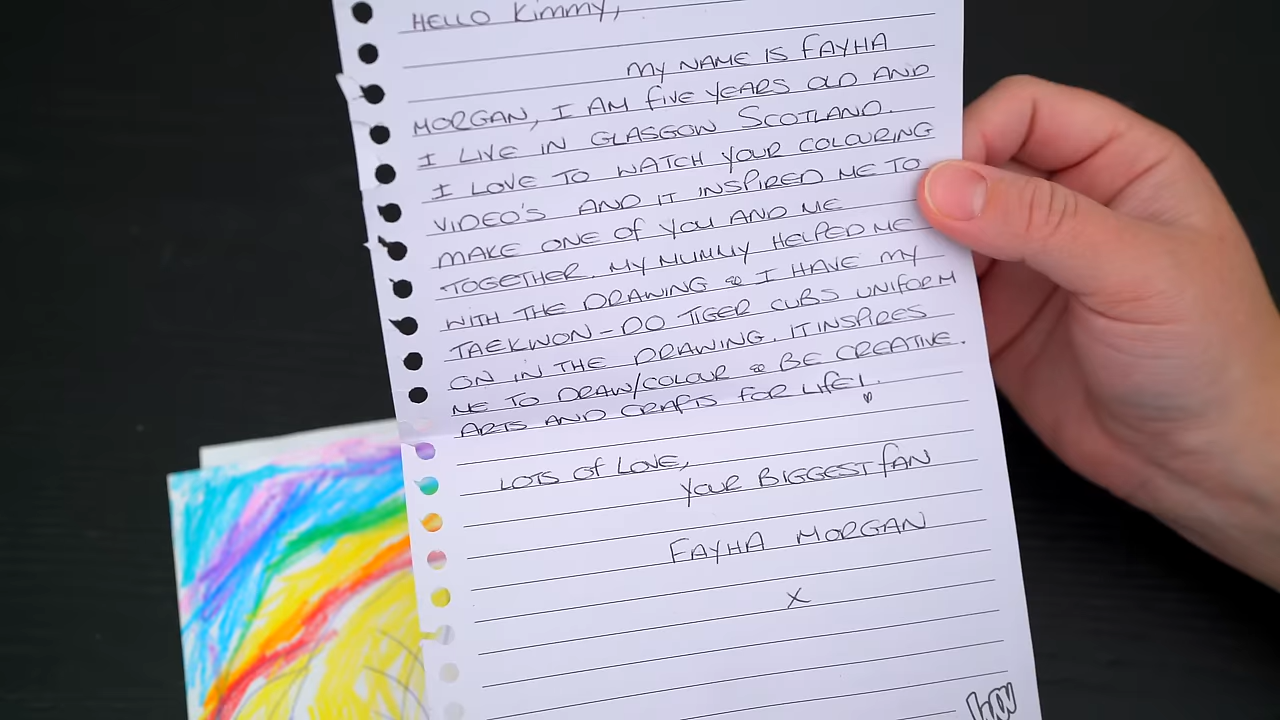 HELLO Kimmy,
MY NAME IS FAYHA
MORGAN, I AM FIVE YEARS OLD AND
I LIVE IN GLASGOW SCOTLAND.
I LOVE TO WATCH YOUR COLOURING
VIDEO'S AND IT INSPIRED ME TO
MAKE ONE OF YOU AND ME
TOGETHER. MY MUMMY HELPED ME
WITH THE DRAWING & I HAVE MY
TAEKWON-DO TIGER CUBS UNIFORM
ON IN THE DRAWING. IT INSPIRES
ME TO DRAW/COLOUR & BE CREATIVE.
ARTS AND CRAFTS FOR LIFE!
LOTS OF LOVE,
YOUR BIGGEST FAN
FAYHA MORGAN
X